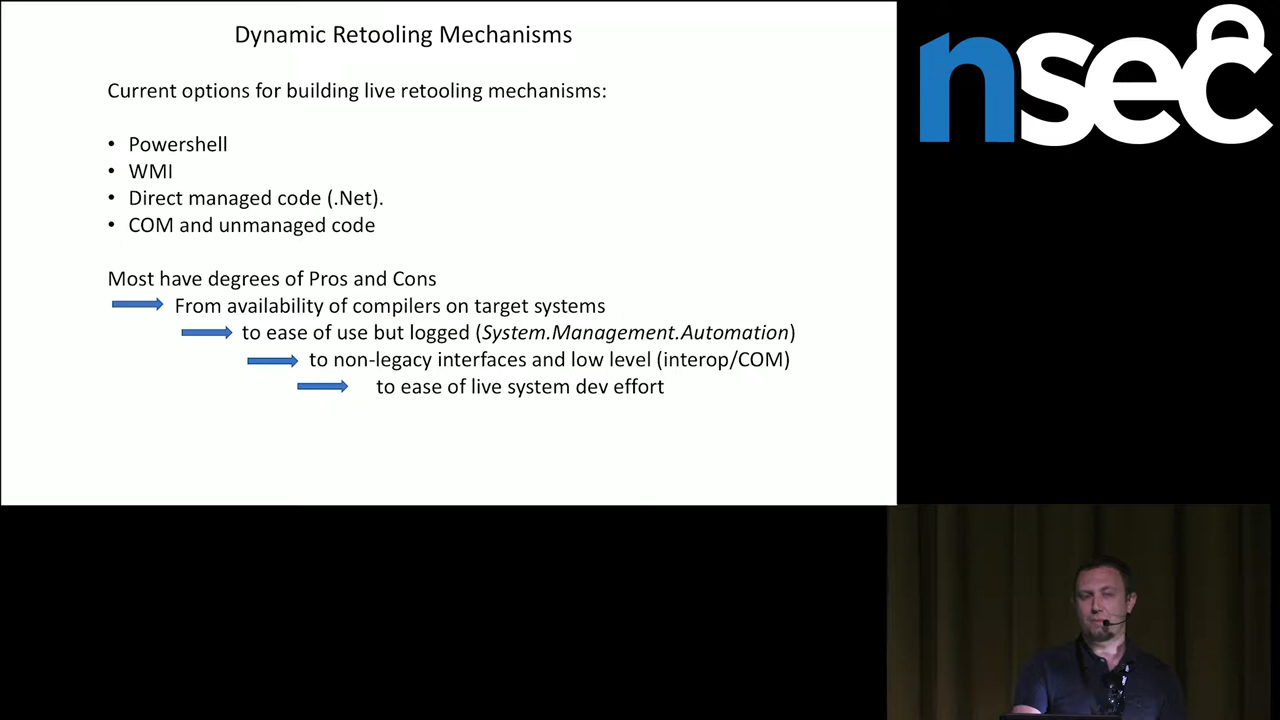 Dynamic Retooling Mechanisms
Current options for building live retooling mechanisms:
• Powershell
• WMI
• Direct managed code (.Net).
• COM and unmanaged code
Most have degrees of Pros and Cons
From availability of compilers on target systems
to ease of use but logged (System.Management.Automation)
to non-legacy interfaces and low level (interop/COM)
to ease of live system dev effort
nsec